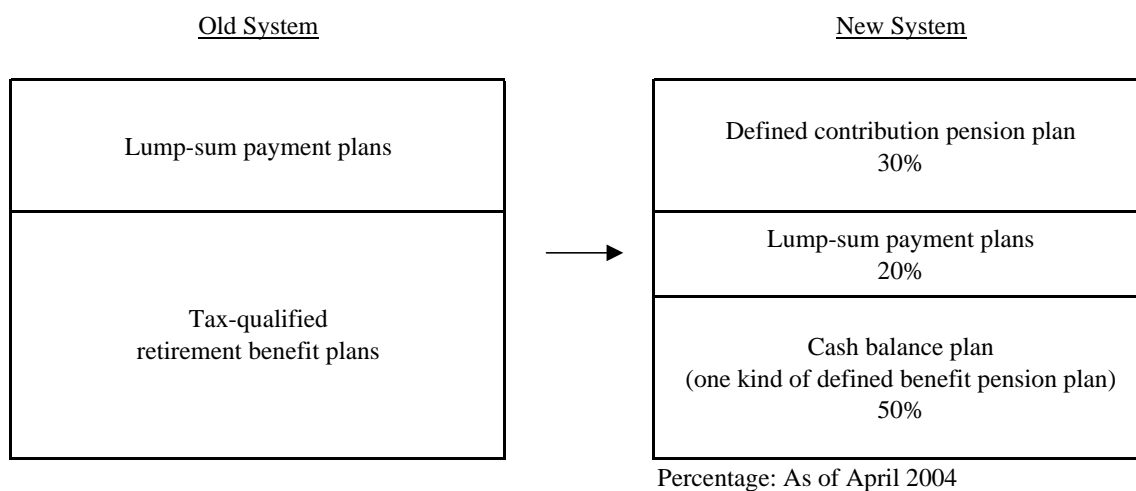 Old System
Lump-sum payment plans
Tax-qualified
retirement benefit plans
New System
Defined contribution pension plan
30%
Lump-sum payment plans
20%
Cash balance plan
(one kind of defined benefit pension plan)
50%
Percentage: As of April 2004